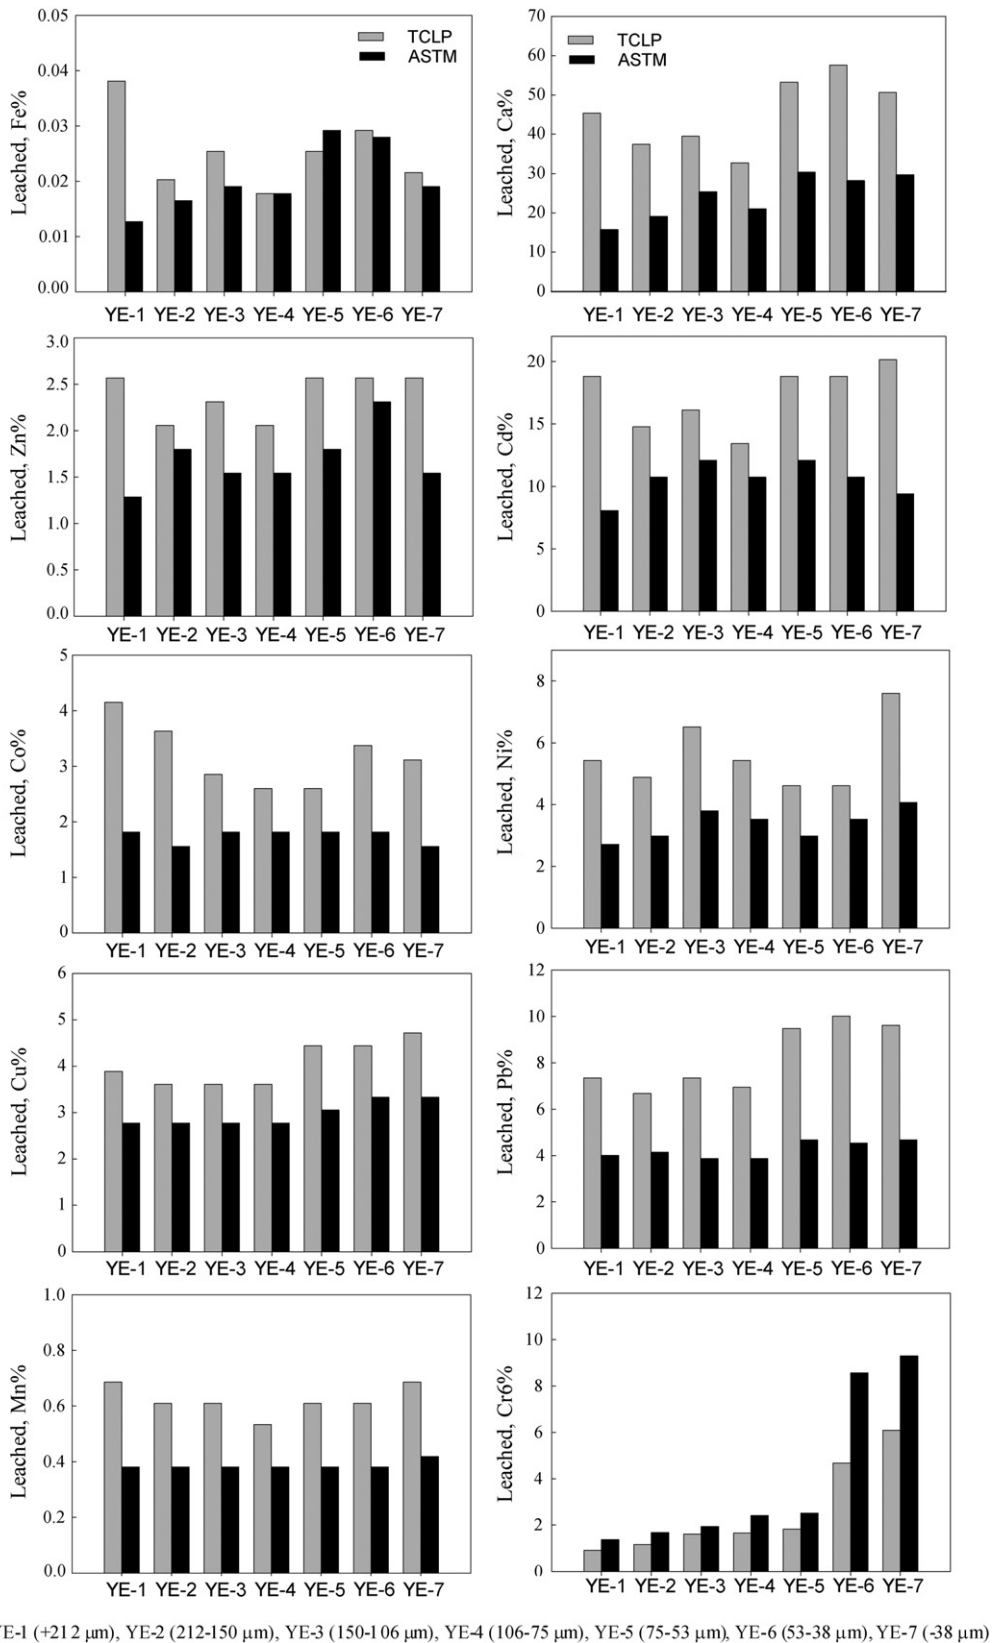 0.05
0.04
0.03
0.02
0.01
0.00
Leached, Fe%
TCLP
ASTM
YE-1 YE-2 YE-3 YE-4 YE-5 YE-6 YE-7
70
60
50
40
30
20
10
0
Leached, Ca%
TCLP
ASTM
YE-1 YE-2 YE-3 YE-4 YE-5 YE-6 YE-7
3.0
2.5
2.0
1.5
1.0
0.5
0.0
Leached, Zn%
YE-1 YE-2 YE-3 YE-4 YE-5 YE-6 YE-7
20
15
10
5
0
Leached, Cd%
YE-1 YE-2 YE-3 YE-4 YE-5 YE-6 YE-7
5
4
3
2
1
0
Leached, Co%
YE-1 YE-2 YE-3 YE-4 YE-5 YE-6 YE-7
8
6
4
2
0
Leached, Ni%
YE-1 YE-2 YE-3 YE-4 YE-5 YE-6 YE-7
6
5
4
3
2
1
0
Leached, Cu%
YE-1 YE-2 YE-3 YE-4 YE-5 YE-6 YE-7
12
10
8
6
4
2
0
Leached, Pb%
YE-1 YE-2 YE-3 YE-4 YE-5 YE-6 YE-7
1.0
0.8
0.6
0.4
0.2
0.0
Leached, Mn%
YE-1 YE-2 YE-3 YE-4 YE-5 YE-6 YE-7
12
10
8
6
4
2
0
Leached, Cr6%
YE-1 YE-2 YE-3 YE-4 YE-5 YE-6 YE-7
YE-1 (+212 µm), YE-2 (212-150 µm), YE-3 (150-106 µm), YE-4 (106-75 µm), YE-5 (75-53 µm), YE-6 (53-38 µm), YE-7 (-38 µm)